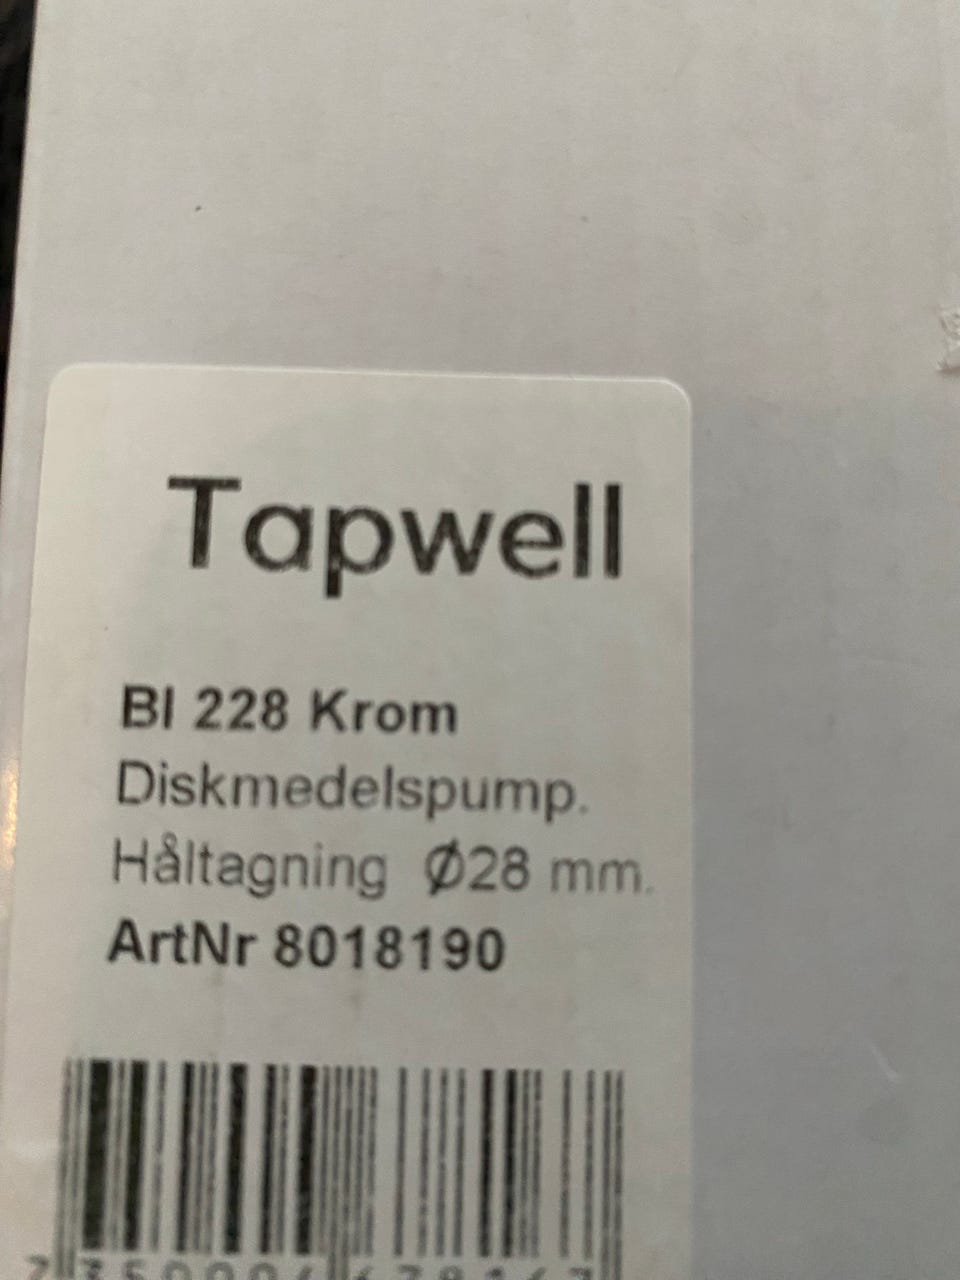 Tapwell
BI 228 Krom
Diskmedelspump.
Håltagning Ø28 mm.
ArtNr 8018190